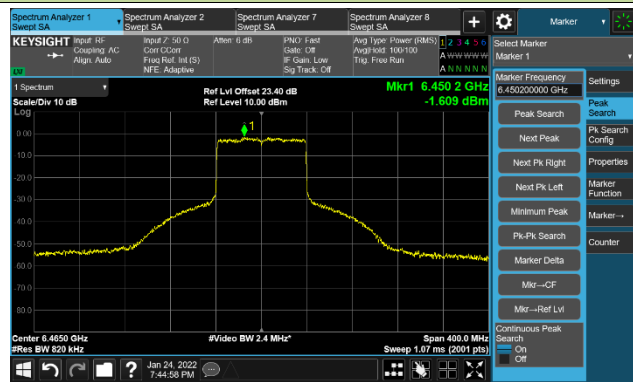 Spectrum Analyzer 1
Swept SA
Spectrum Analyzer 2
Swept SA
Spectrum Analyzer 7
Swept SA
Spectrum Analyzer 8
Swept SA
Marker
KEYSIGHT
Input: RF
Coupling: AC
Align: Auto
Input Z: 50 Ω
Corr CCorr
Freq Ref: Int (S)
NFE: Adaptive
Atten: 6 dB
PNO: Fast
Gate: Off
IF Gain: Low
Sig Track: Off
Avg Type: Power (RMS)
Avg|Hold: 100/100
Trig: Free Run
1 2 3 4 5 6
A W W W W W
A N N N N N
LXI
Select Marker
Marker 1
1 Spectrum
Scale/Div 10 dB
Log
Ref Lvl Offset 23.40 dB
Ref Level 10.00 dBm
Mkr1 6.450 2 GHz
-1.609 dBm
1
0.00
-10.0
-20.0
-30.0
-40.0
-50.0
-60.0
-70.0
-80.0
Center 6.4650 GHz
#Res BW 820 kHz
#Video BW 2.4 MHz*
Span 400.0 MHz
Sweep 1.07 ms (2001 pts)
Marker Frequency
6.450200000 GHz
Peak Search
Next Peak
Next Pk Right
Next Pk Left
Minimum Peak
Pk-Pk Search
Marker Delta
Mkr→CF
Mkr→Ref Lvl
Continuous Peak
Search
On
Off
Settings
Peak
Search
Pk Search
Config
Properties
Marker
Function
Marker→
Counter
Jan 24, 2022
7:44:58 PM